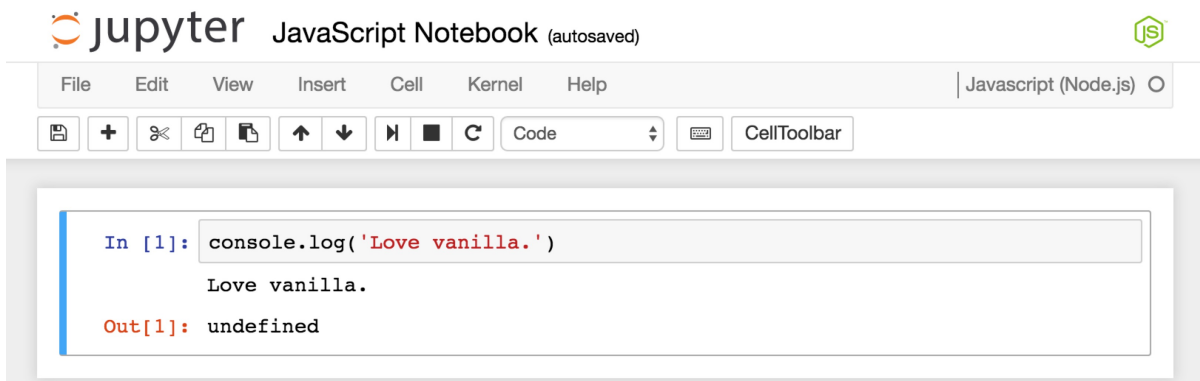 jupyter JavaScript Notebook (autosaved) JS
File Edit View Insert Cell Kernel Help Javascript (Node.js)
Code CellToolbar
In [1]: console.log('Love vanilla.')
Love vanilla.
Out[1]: undefined